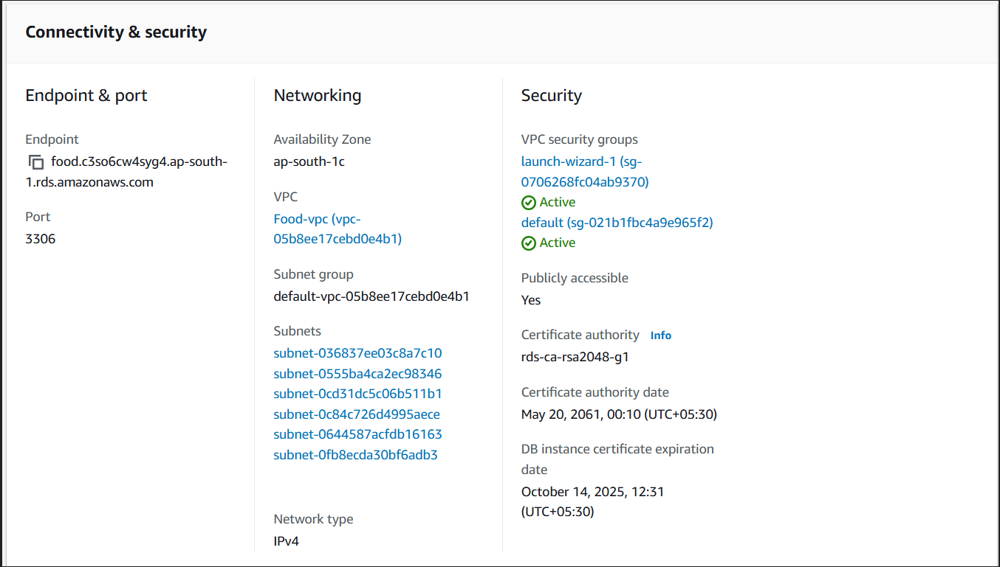 Connectivity & security
Endpoint & port
Endpoint
food.c3so6cw4syg4.ap-south-
1.rds.amazonaws.com
Port
3306
Networking
Availability Zone
ap-south-1c
VPC
Food-vpc (vpc-
05b8ee17cebd0e4b1)
Subnet group
default-vpc-05b8ee17cebd0e4b1
Subnets
subnet-036837ee03c8a7c10
subnet-0555ba4ca2ec98346
subnet-0cd31dc5c06b511b1
subnet-0c84c726d4995aece
subnet-0644587acfdb16163
subnet-0fb8ecda30bf6adb3
Network type
IPv4
Security
VPC security groups
launch-wizard-1 (sg-
0706268fc04ab9370)
Active
default (sg-021b1fbc4a9e965f2)
Active
Publicly accessible
Yes
Certificate authority Info
rds-ca-rsa2048-g1
Certificate authority date
May 20, 2061, 00:10 (UTC+05:30)
DB instance certificate expiration
date
October 14, 2025, 12:31
(UTC+05:30)